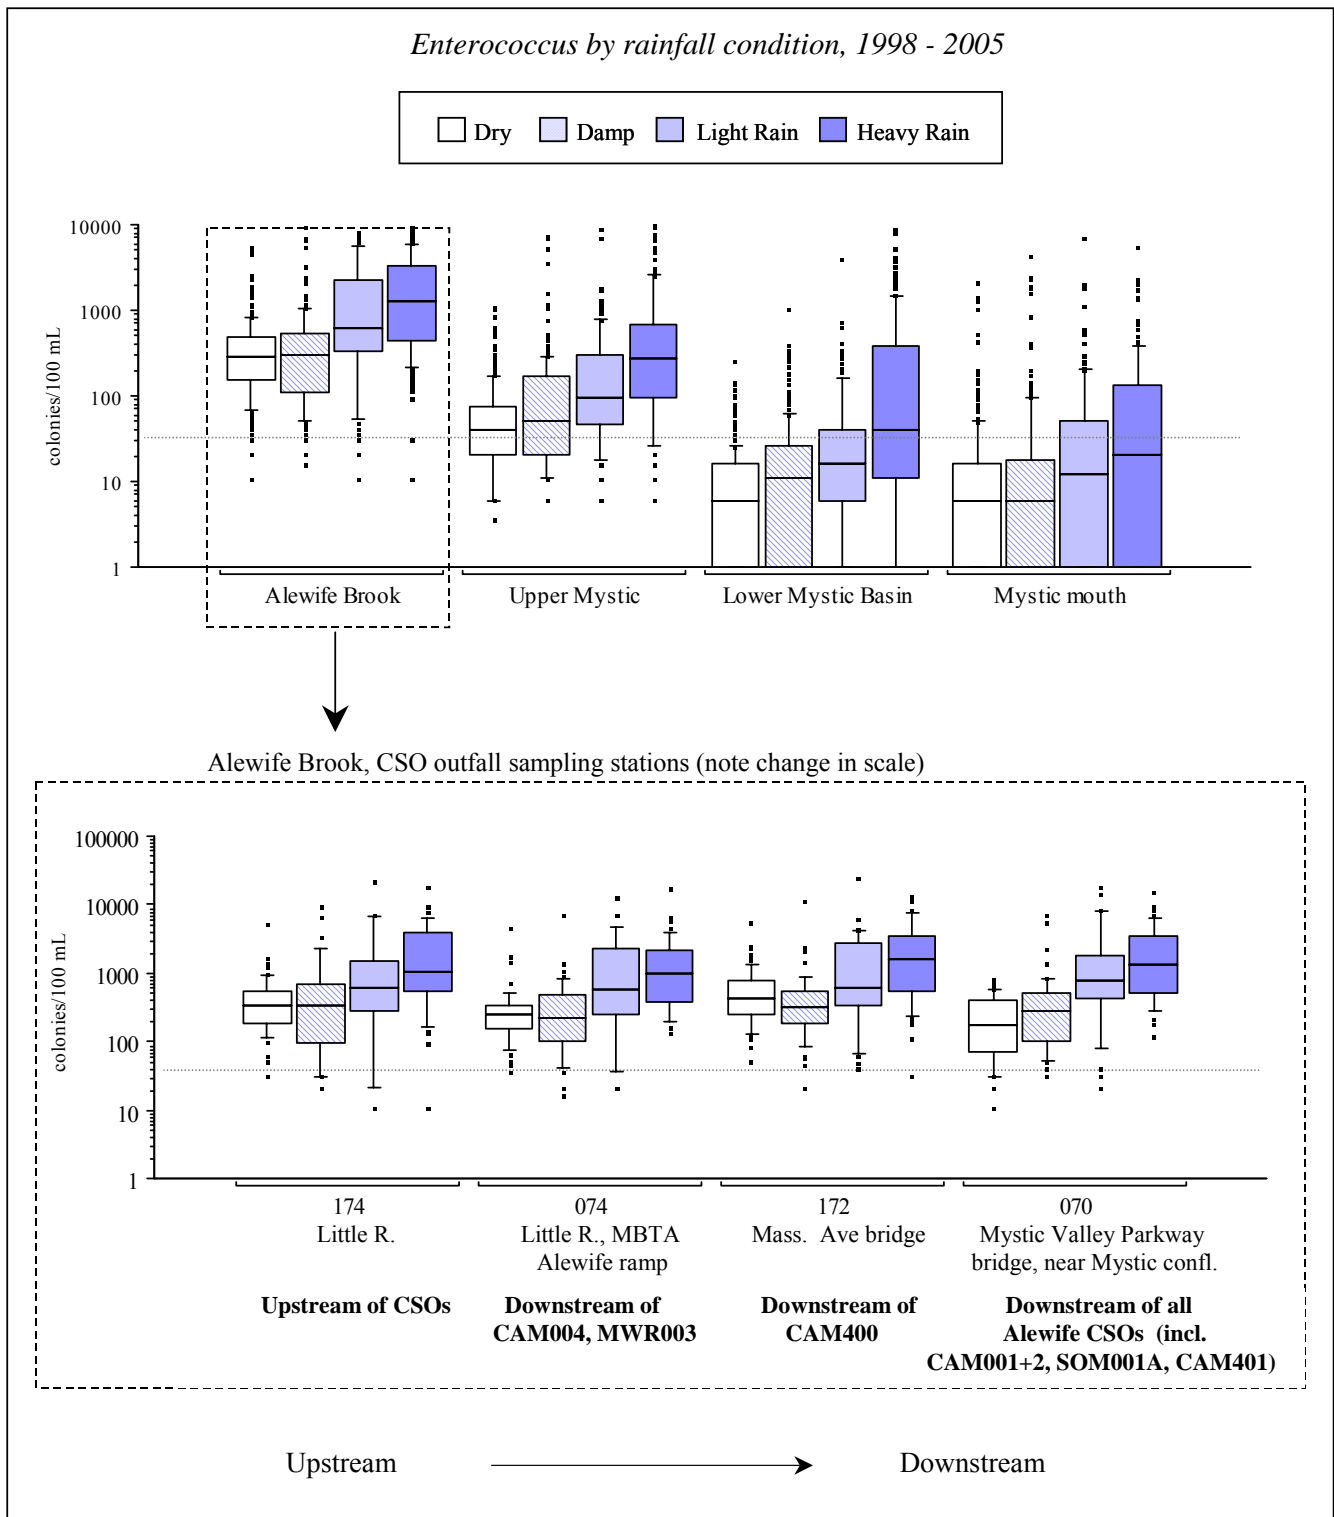 Enterococcus by rainfall condition, 1998 - 2005
Dry Damp Light Rain Heavy Rain
10000
1000
100
10
1
colonies/100 mL
Alewife Brook Upper Mystic Lower Mystic Basin Mystic mouth
Alewife Brook, CSO outfall sampling stations (note change in scale)
100000
10000
1000
100
10
1
colonies/100 mL
174 074 172 070
Little R. Little R., MBTA Mass. Ave bridge Mystic Valley Parkway
Alewife ramp bridge, near Mystic confl.
Upstream of CSOs Downstream of Downstream of Downstream of all
CAM004, MWR003 CAM400 Alewife CSOs (incl.
CAM001+2, SOM001A, CAM401)
Upstream Downstream